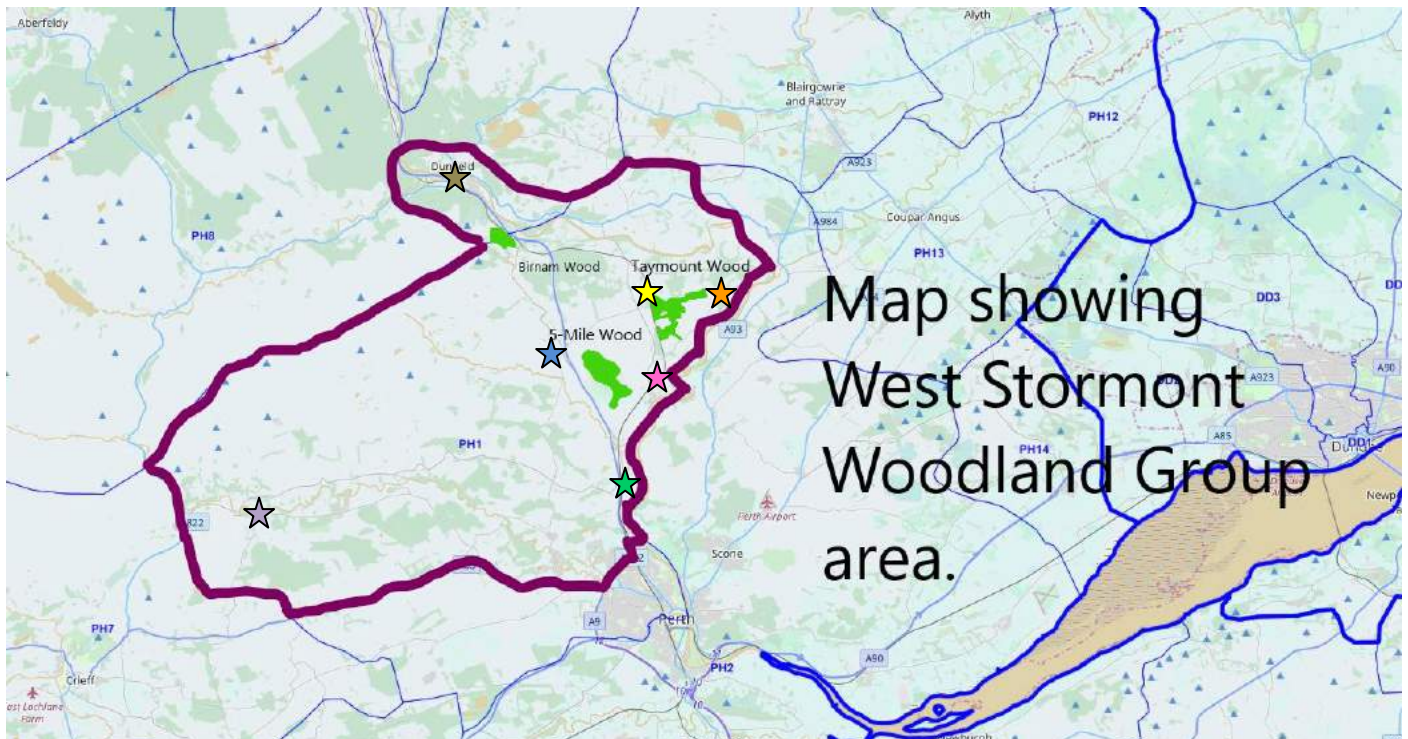 Aberfeldy
Alyth
Blairgowrie
and Rattray
PH12
Dunkeld
A923
A984
Coupar Angus
PH8
PH13
Birnam Wood
Taymount Wood
Map showing
West Stormont
Woodland Group
area.
DD3
A93
5-Mile Wood
A923
A90
PH1
PH14
A85
DD1
Perth Airport
Scone
A9
Perth
PH7
PH2
A90
Crieff